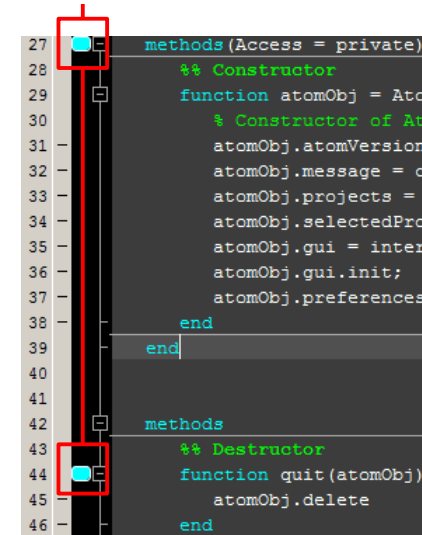 27 methods(Access = private)
28 %% Constructor
29 function atomObj =
30 % Constructor of
31 - atomObj.atomVersion
32 - atomObj.message =
33 - atomObj.projects =
34 - atomObj.selectedPro
35 - atomObj.gui = inter
36 - atomObj.gui.init;
37 - atomObj.preferences
38 - end
39 end
40
41
42 methods
43 %% Destructor
44 function quit(atomObj)
45 - atomObj.delete
46 - end